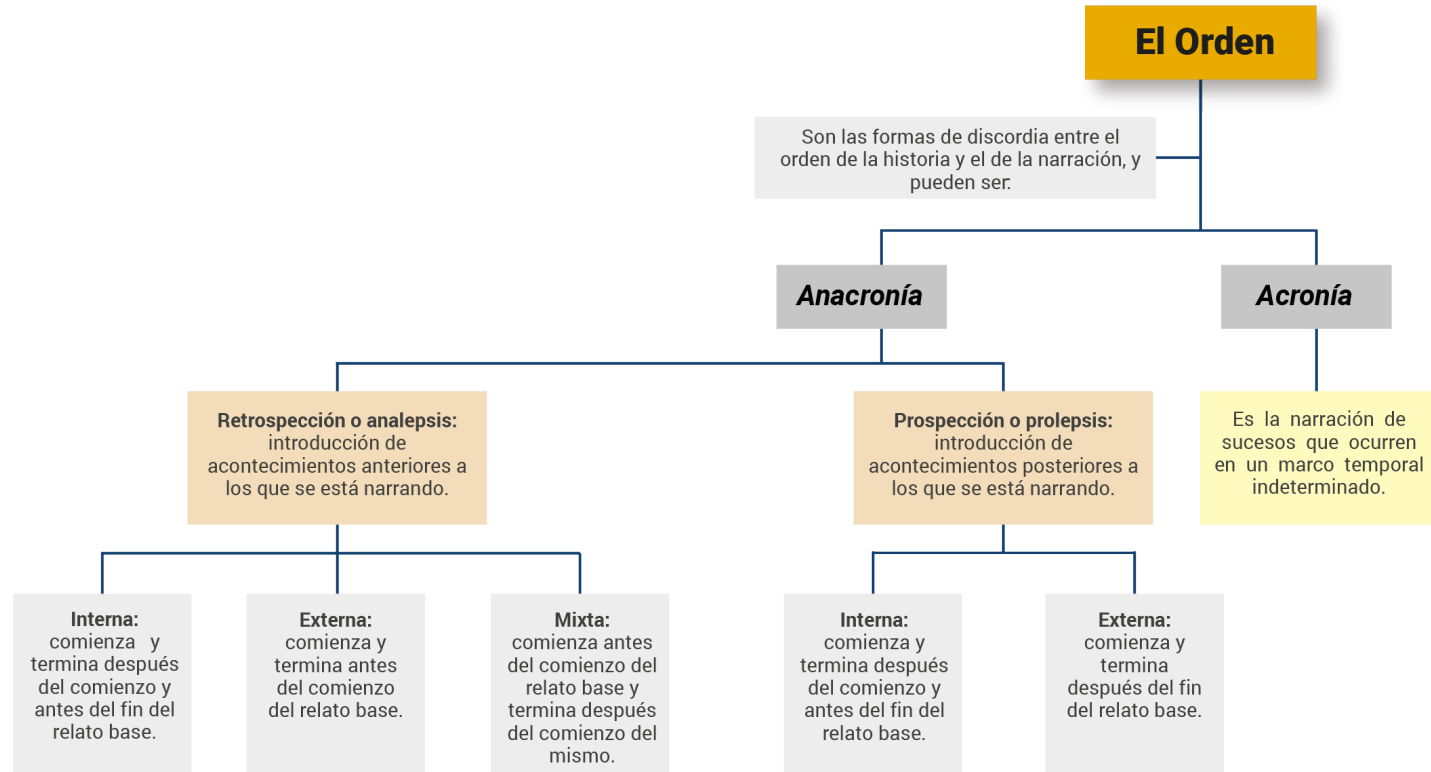 El Orden
Son las formas de discordia entre el
orden de la historia y el de la narración, y
pueden ser:
Anacronía
Acronía
Retrospección o analepsis:
introducción de
acontecimientos anteriores a
los que se está narrando.
Prospección o prolepsis:
introducción de
acontecimientos posteriores a
los que se está narrando.
Es la narración de
sucesos que ocurren
en un marco temporal
indeterminado.
Interna:
comienza y
termina después
del comienzo y
antes del fin del
relato base.
Externa:
comienza y
termina antes
del comienzo
del relato base.
Mixta:
comienza antes
del comienzo del
relato base y
termina después
del comienzo del
mismo.
Interna:
comienza y
termina después
del comienzo y
antes del fin del
relato base.
Externa:
comienza y
termina
después del fin
del relato base.